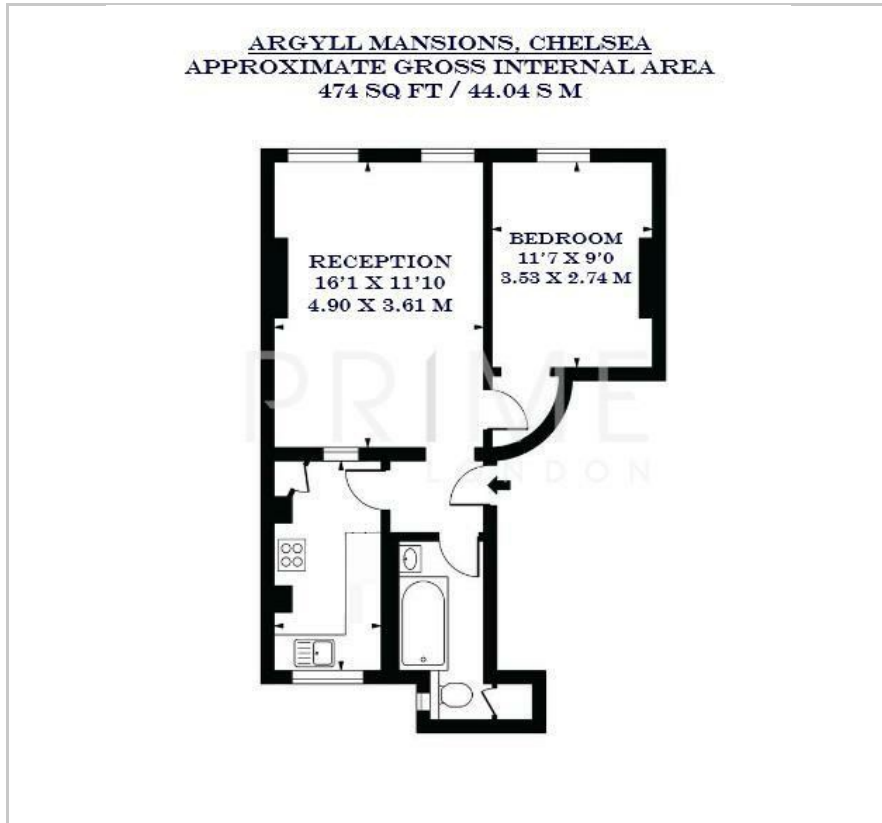 ARGYLL MANSIONS, CHELSEA
APPROXIMATE GROSS INTERNAL AREA
474 SQ FT / 44.04 S M
RECEPTION
16'1 X 11'10
4.90 X 3.61 M
BEDROOM
11'7 X 9'0
3.53 X 2.74 M
PRIME
LONDON